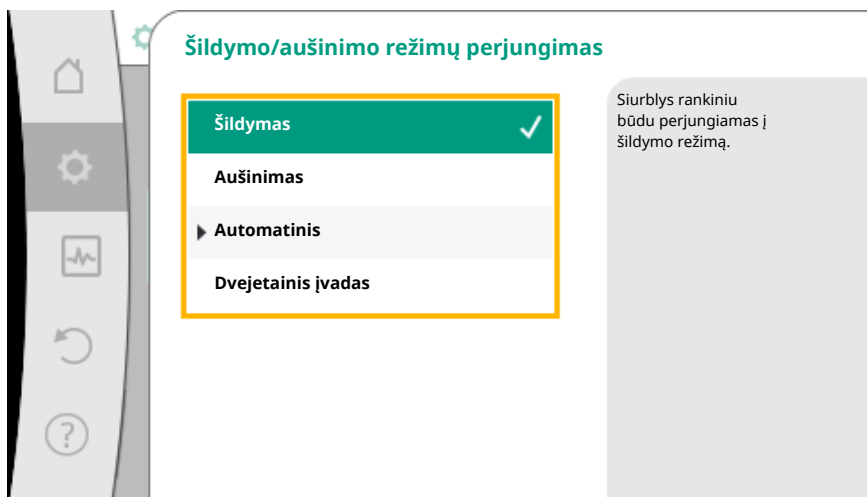 Šildymo/aušinimo režimų perjungimas
Šildymas
Aušinimas
Automatinis
Dvejetainis įvadas
Siurblys rankiniu
būdu perjungiamas į
šildymo režimą.
?